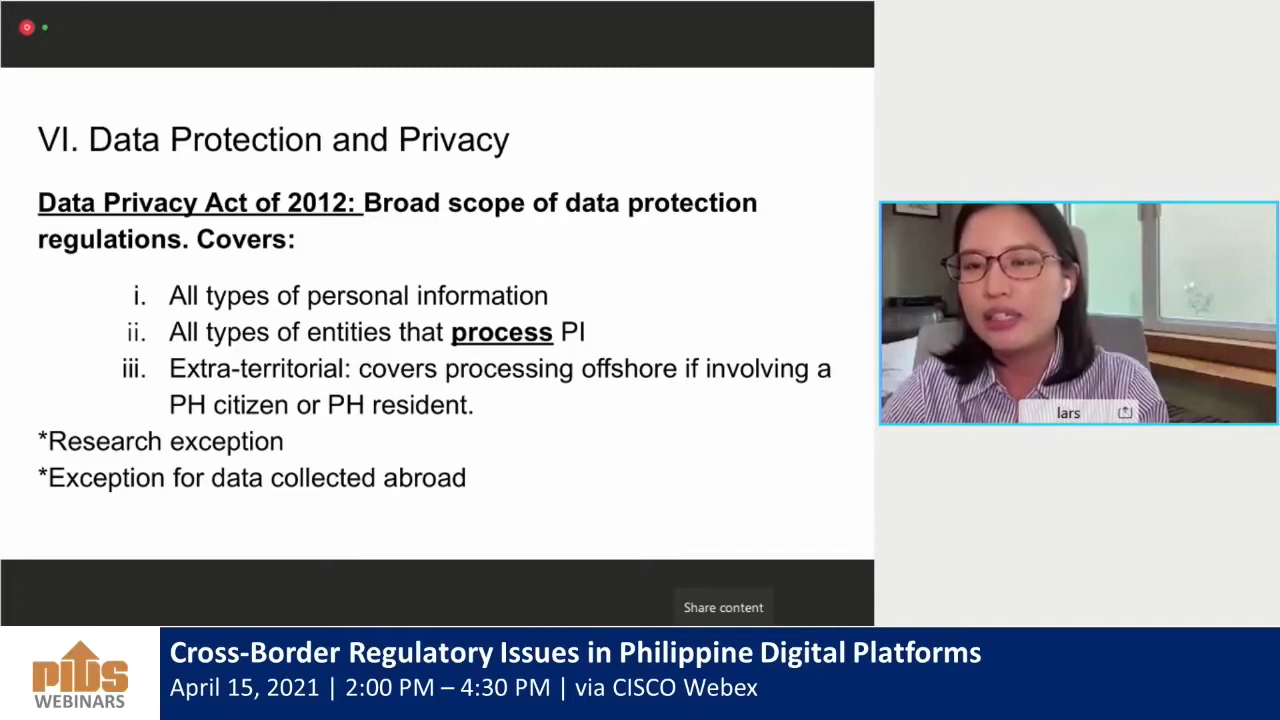 VI. Data Protection and Privacy
Data Privacy Act of 2012: Broad scope of data protection
regulations. Covers:
i. All types of personal information
ii. All types of entities that process PI
iii. Extra-territorial: covers processing offshore if involving a
PH citizen or PH resident.
*Research exception
*Exception for data collected abroad
lars
Share content
PIDS
WEBINARS
Cross-Border Regulatory Issues in Philippine Digital Platforms
April 15, 2021 | 2:00 PM – 4:30 PM | via CISCO Webex